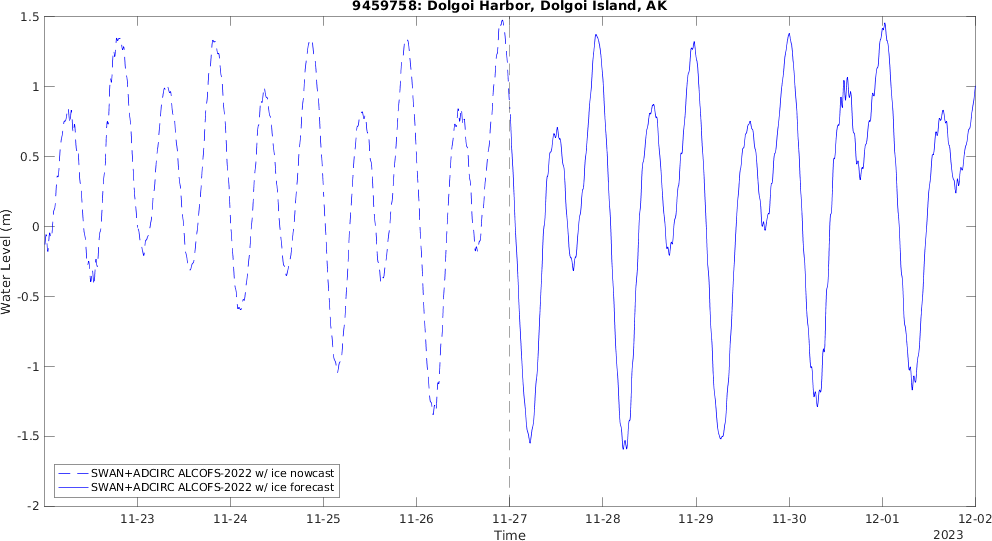 9459758: Dolgoi Harbor, Dolgoi Island, AK
1.5
1
0.5
0
-0.5
-1
-1.5
-2
Water Level (m)
SWAN+ADCIRC ALCOFS-2022 w/ ice nowcast
SWAN+ADCIRC ALCOFS-2022 w/ ice forecast
11-23 11-24 11-25 11-26 11-27 11-28 11-29 11-30 12-01 12-02
Time
2023